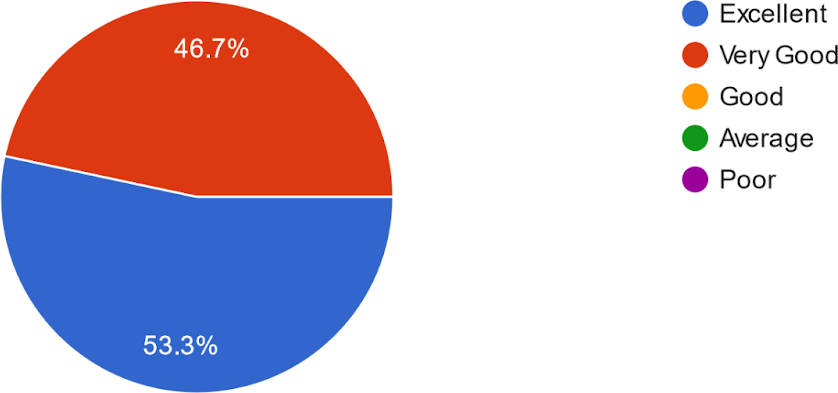 46.7%
53.3%
Excellent
Very Good
Good
Average
Poor